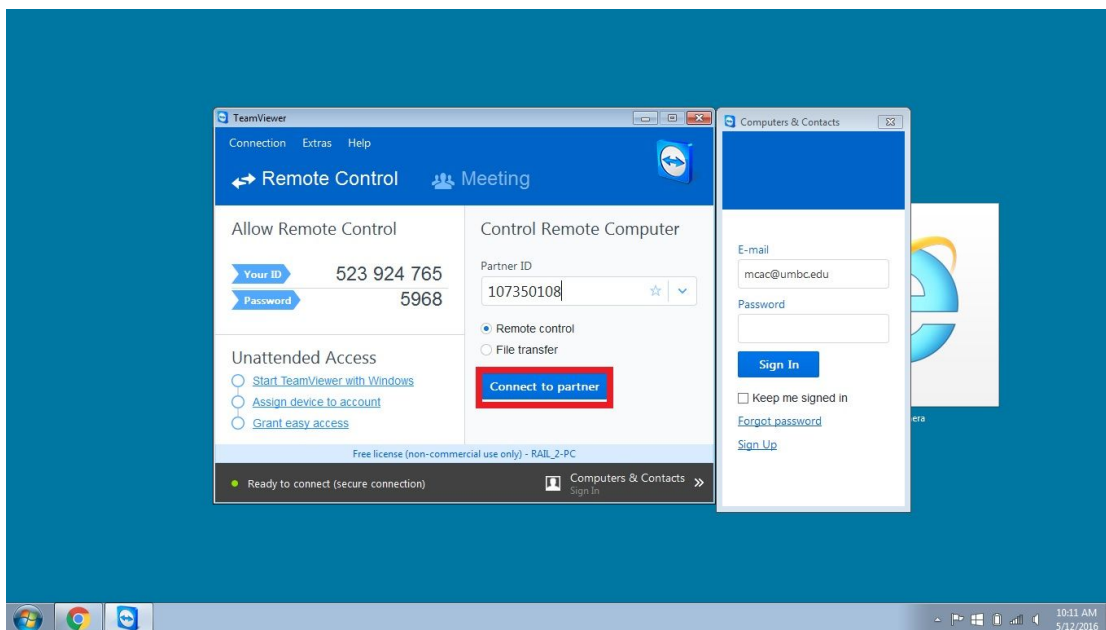 TeamViewer
Connection Extras Help
Remote Control Meeting
Allow Remote Control
Your ID 523 924 765
Password 5968
Unattended Access
Start TeamViewer with Windows
Assign device to account
Grant easy access
Control Remote Computer
Partner ID
107350108
Remote control
File transfer
Connect to partner
Free license (non-commercial use only) - RAIL_2-PC
Ready to connect (secure connection)
Computers & Contacts
Sign In
Computers & Contacts
E-mail
mcac@umbc.edu
Password
Sign In
Keep me signed in
Forgot password
Sign Up
era
10:11 AM
5/12/2016